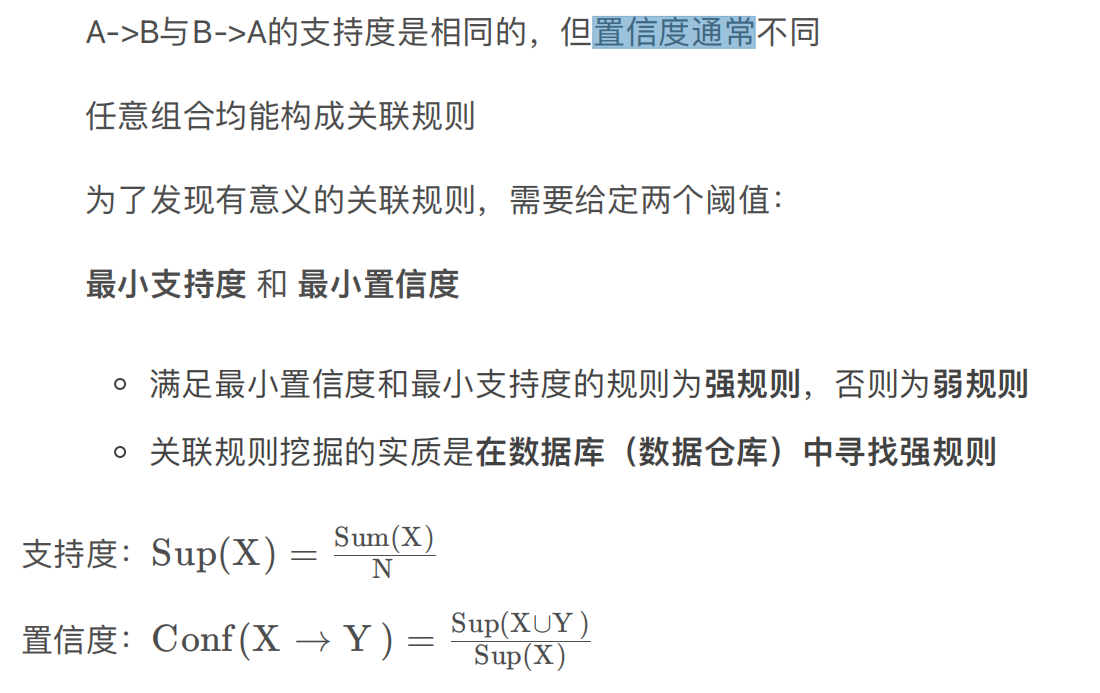 A->B与B->A的支持度是相同的，但置信度通常不同
任意组合均能构成关联规则
为了发现有意义的关联规则，需要给定两个阈值：
最小支持度 和 最小置信度
满足最小置信度和最小支持度的规则为强规则，否则为弱规则
关联规则挖掘的实质是在数据库（数据仓库）中寻找强规则
支持度：Sup(X) = Sum(X)/N
置信度：Conf(X → Y) = Sup(X∪Y)/Sup(X)